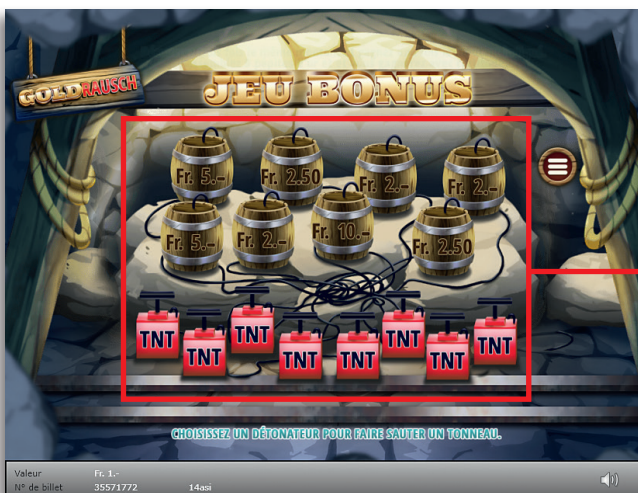 GOLDRAUSCH
JEU BONUS
Fr. 5.-
Fr. 2.50
Fr. 2.-
Fr. 2.-
Fr. 5.-
Fr. 2.-
Fr. 10.-
Fr. 2.50
TNT
TNT
TNT
TNT
TNT
TNT
TNT
TNT
CHOISISSEZ UN DÉTONATEUR POUR FAIRE SAUTER UN TONNEAU.
Valeur Fr. 1.-
N° de billet 35571772 14asi